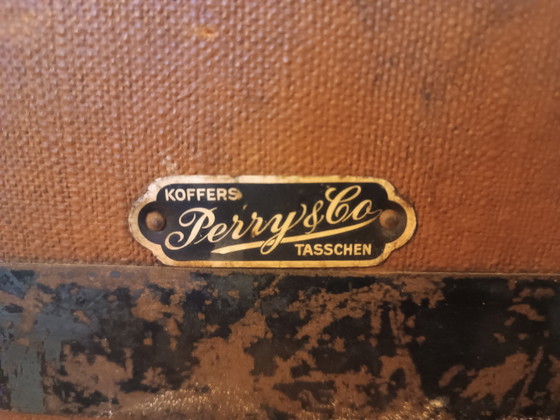 KOFFERS
Perry & Co
TASSCHEN